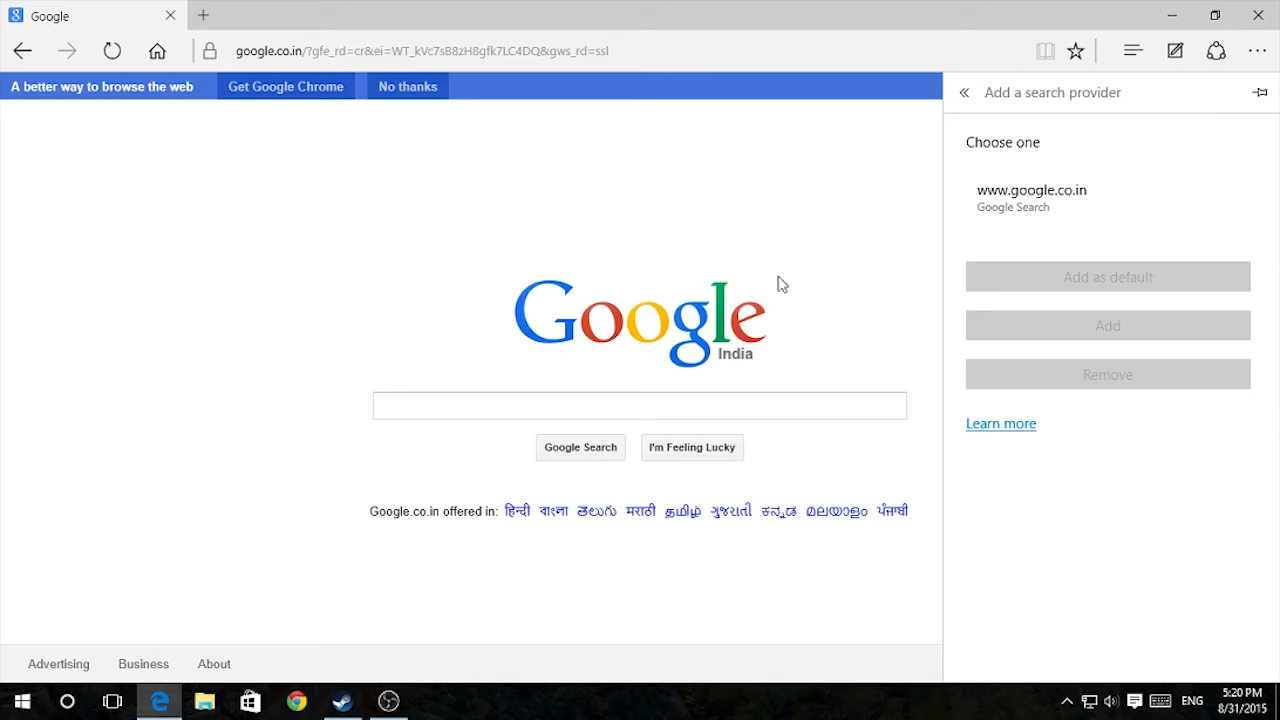 Google
google.co.in/?gfe_rd=cr&ei=WT_kVc7sB8zH8gfk7LC4DQ&gws_rd=ssl
A better way to browse the web
Get Google Chrome
No thanks
Add a search provider
Choose one
www.google.co.in
Google Search
Add as default
Add
Remove
Learn more
Google
India
Google Search
I'm Feeling Lucky
Google.co.in offered in: हिन्दी বাংলা తెలుగు मराठी தமிழ் ગુજરાતી ಕನ್ನಡ മലയാളം ਪੰਜਾਬੀ
Advertising
Business
About
ENG
5:20 PM
8/31/2015